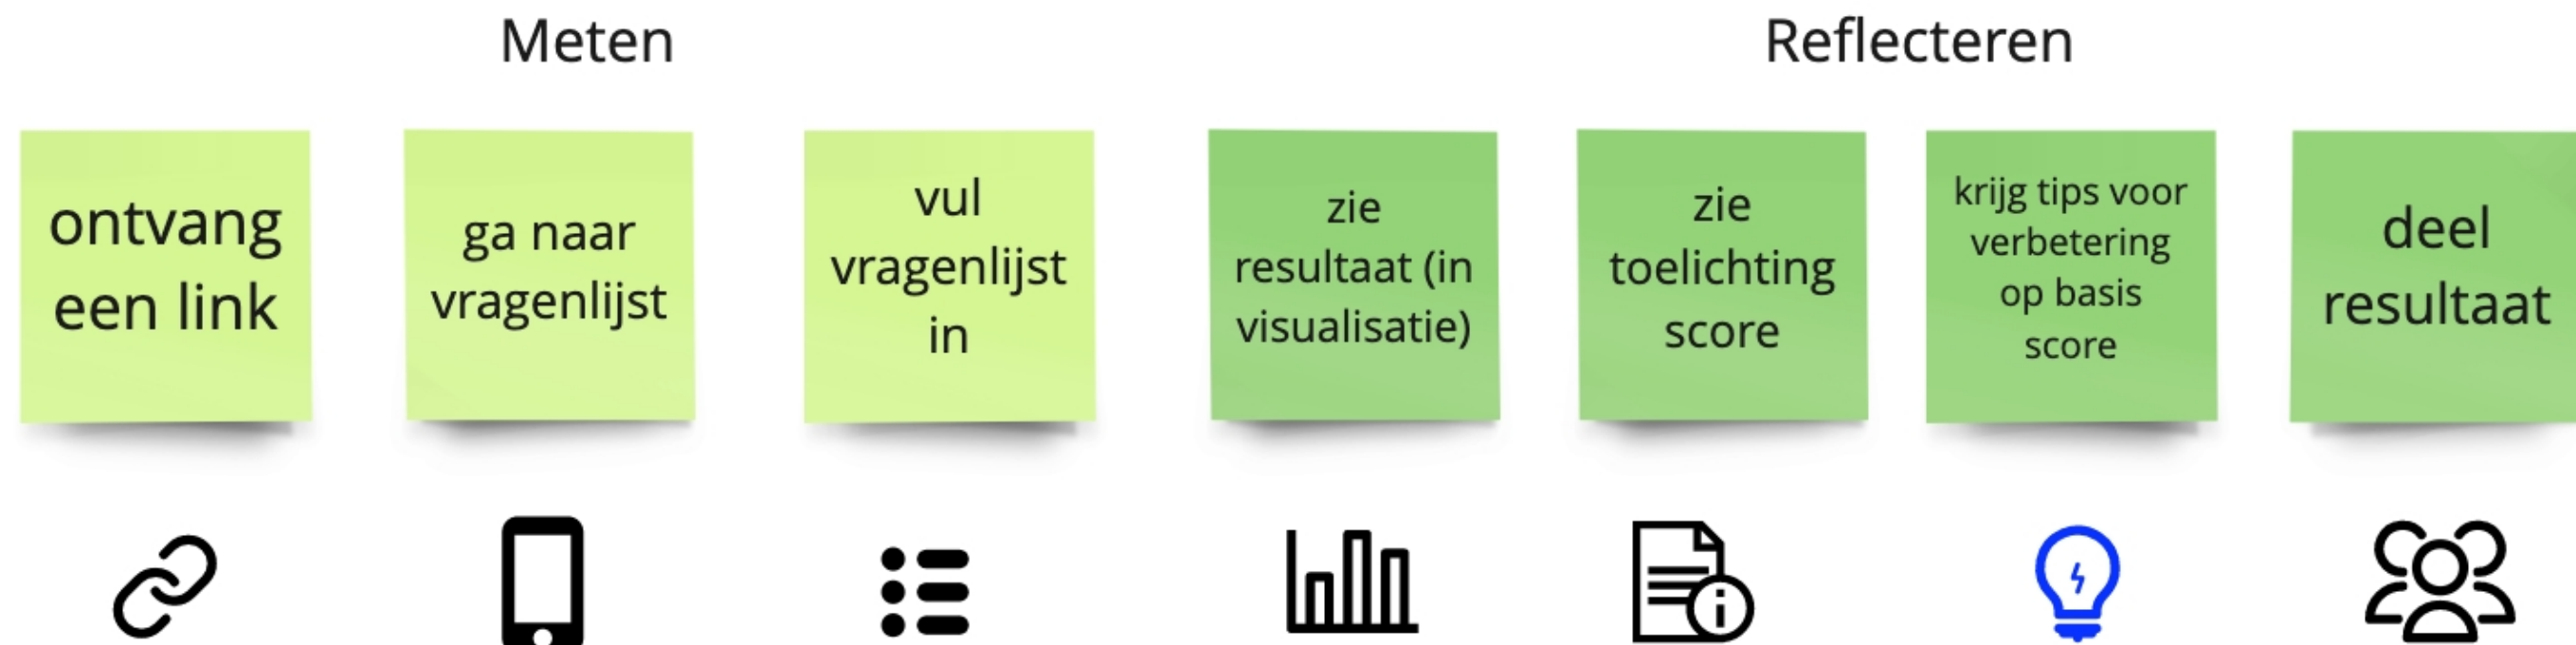 Meten
Reflecteren
ontvang
een link
ga naar
vragenlijst
vul
vragenlijst
in
zie
resultaat (in
visualisatie)
zie
toelichting
score
krijg tips voor
verbetering
op basis
score
deel
resultaat